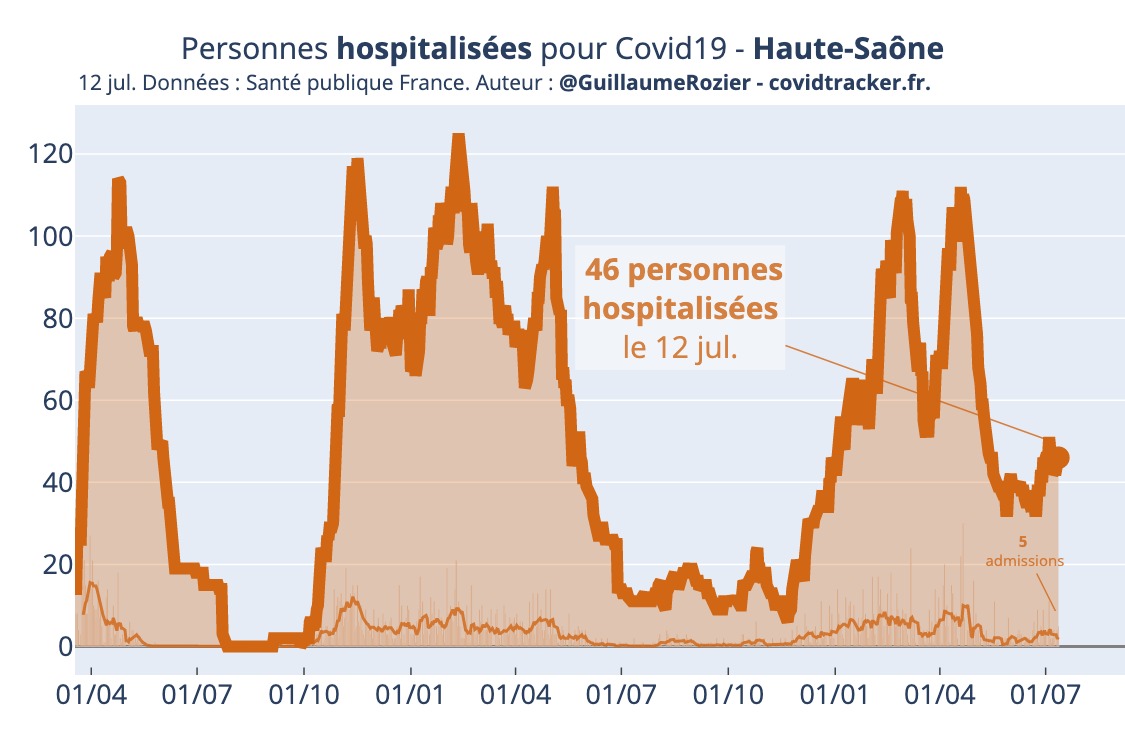 Personnes hospitalisées pour Covid19 - Haute-Saône
12 jul. Données : Santé publique France. Auteur : @GuillaumeRozier - covidtracker.fr.
120
100
80
60
40
20
0
46 personnes
hospitalisées
le 12 jul.
5
admissions
01/04 01/07 01/10 01/01 01/04 01/07 01/10 01/01 01/04 01/07